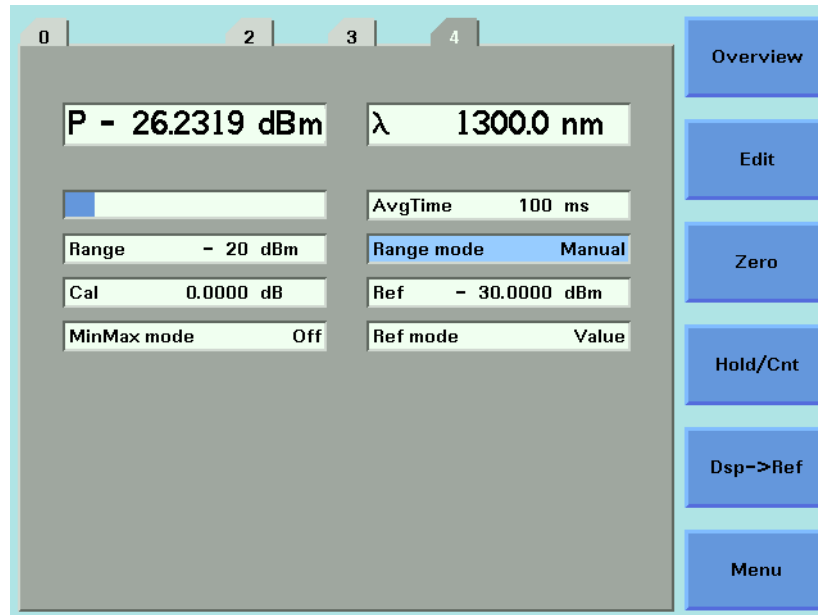 0 2 3 4
P - 26.2319 dBm
λ 1300.0 nm
AvgTime 100 ms
Range - 20 dBm
Range mode Manual
Cal 0.0000 dB
Ref - 30.0000 dBm
MinMax mode Off
Ref mode Value
Overview
Edit
Zero
Hold/Cnt
Dsp->Ref
Menu